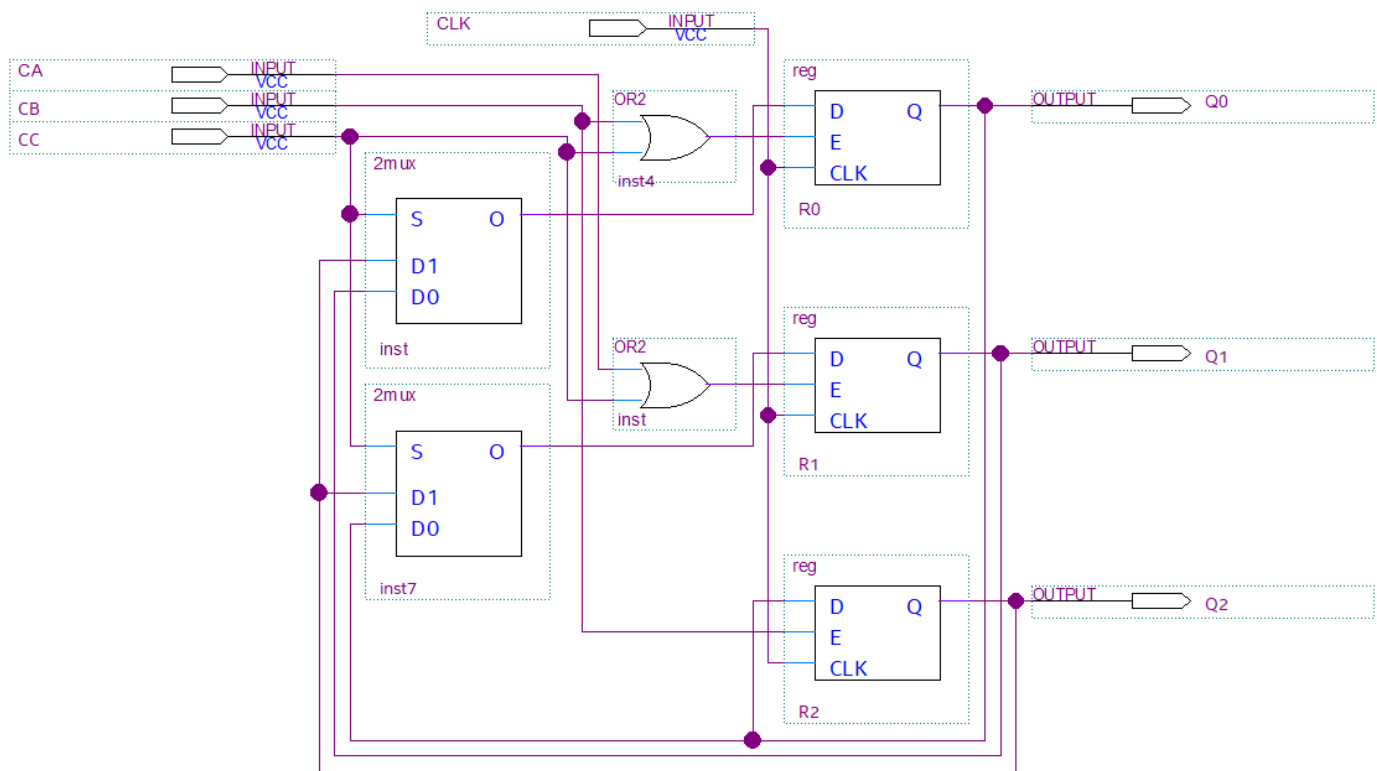 CLK INPUT
VCC
CA INPUT
VCC
CB INPUT
VCC
CC INPUT
VCC
reg
D Q
E
CLK
R0
OUTPUT Q0
OR2
inst4
2mux
S O
D1
D0
inst
reg
D Q
E
CLK
R1
OUTPUT Q1
OR2
inst
2mux
S O
D1
D0
inst7
reg
D Q
E
CLK
R2
OUTPUT Q2